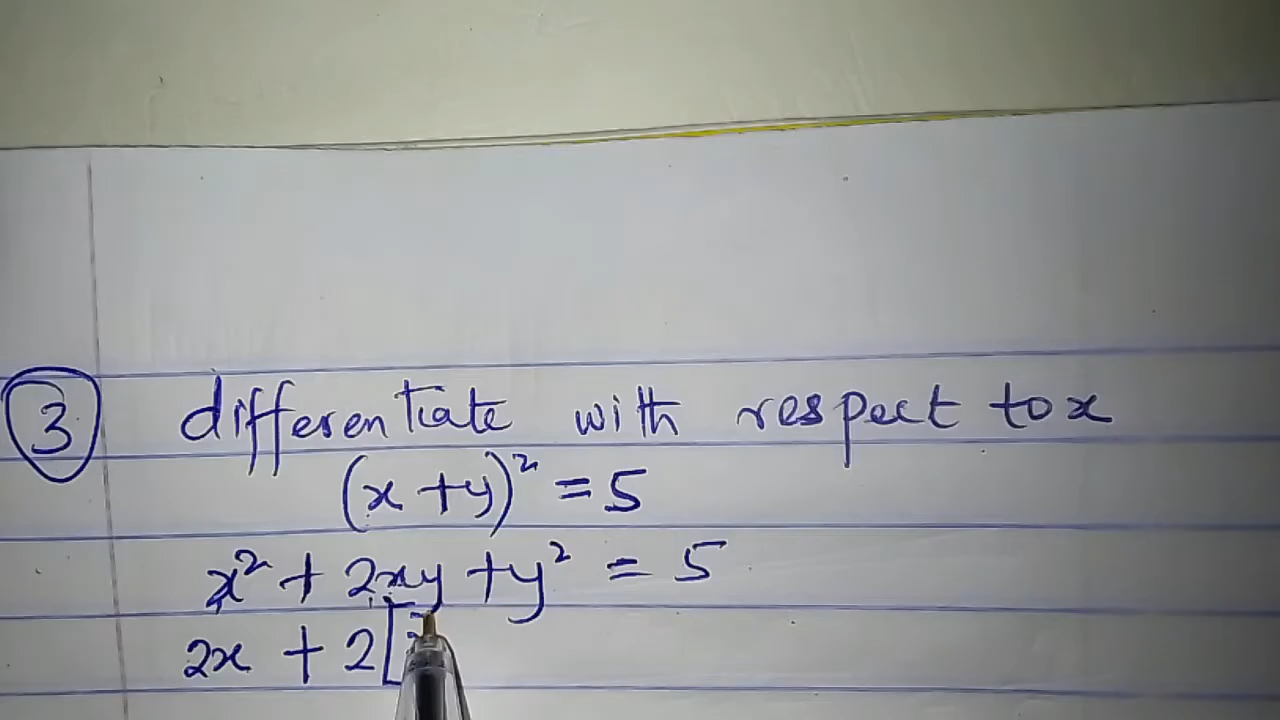 3 differentiate with respect to x
(x + y)² = 5
x² + 2xy + y² = 5
2x + 2[